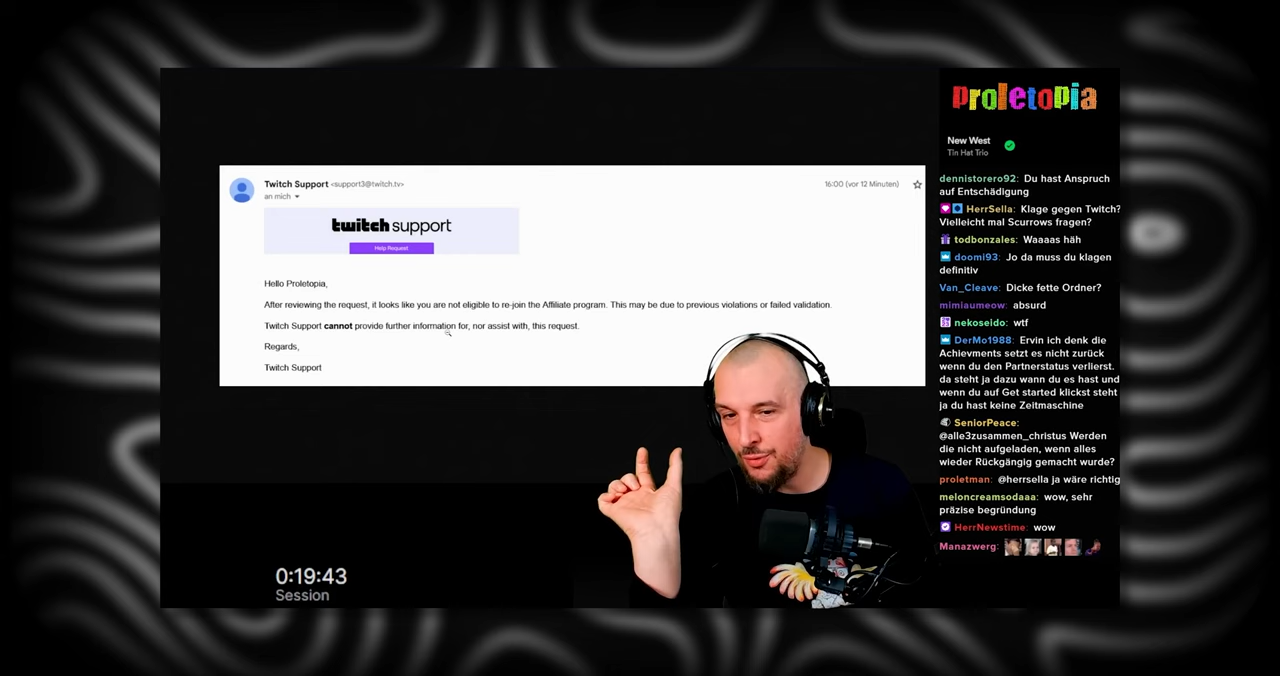 proletopia
New West
Tin Hat Trio
Twitch Support <support3@twitch.tv>
16:00 (vor 12 Minuten)
an mich
twitch support
Help Request
Hello Proletopia,
After reviewing the request, it looks like you are not eligible to re-join the Affiliate program. This may be due to previous violations or failed validation.
Twitch Support cannot provide further information for, nor assist with, this request.
Regards,
Twitch Support
0:19:43
Session
dennistorero92: Du hast Anspruch
auf Entschädigung
HerrSella: Klage gegen Twitch?
Vielleicht mal Scurrows fragen?
todbonzales: Waaaas häh
doomi93: Jo da muss du klagen
definitiv
Van_Cleave: Dicke fette Ordner?
mimiaumeow: absurd
nekoseido: wtf
DerMo1988: Ervin ich denk die
Achievments setzt es nicht zurück
wenn du den Partnerstatus verlierst.
da steht ja dazu wann du es hast und
wenn du auf Get started klickst steht
ja du hast keine Zeitmaschine
SeniorPeace:
@alle3zusammen_christus Werden
die nicht aufgeladen, wenn alles
wieder Rückgängig gemacht wurde?
proletman: @herrsella ja wäre richtig
meloncreamsodaaa: wow, sehr
präzise begründung
HerrNewstime: wow
Manazwerg: